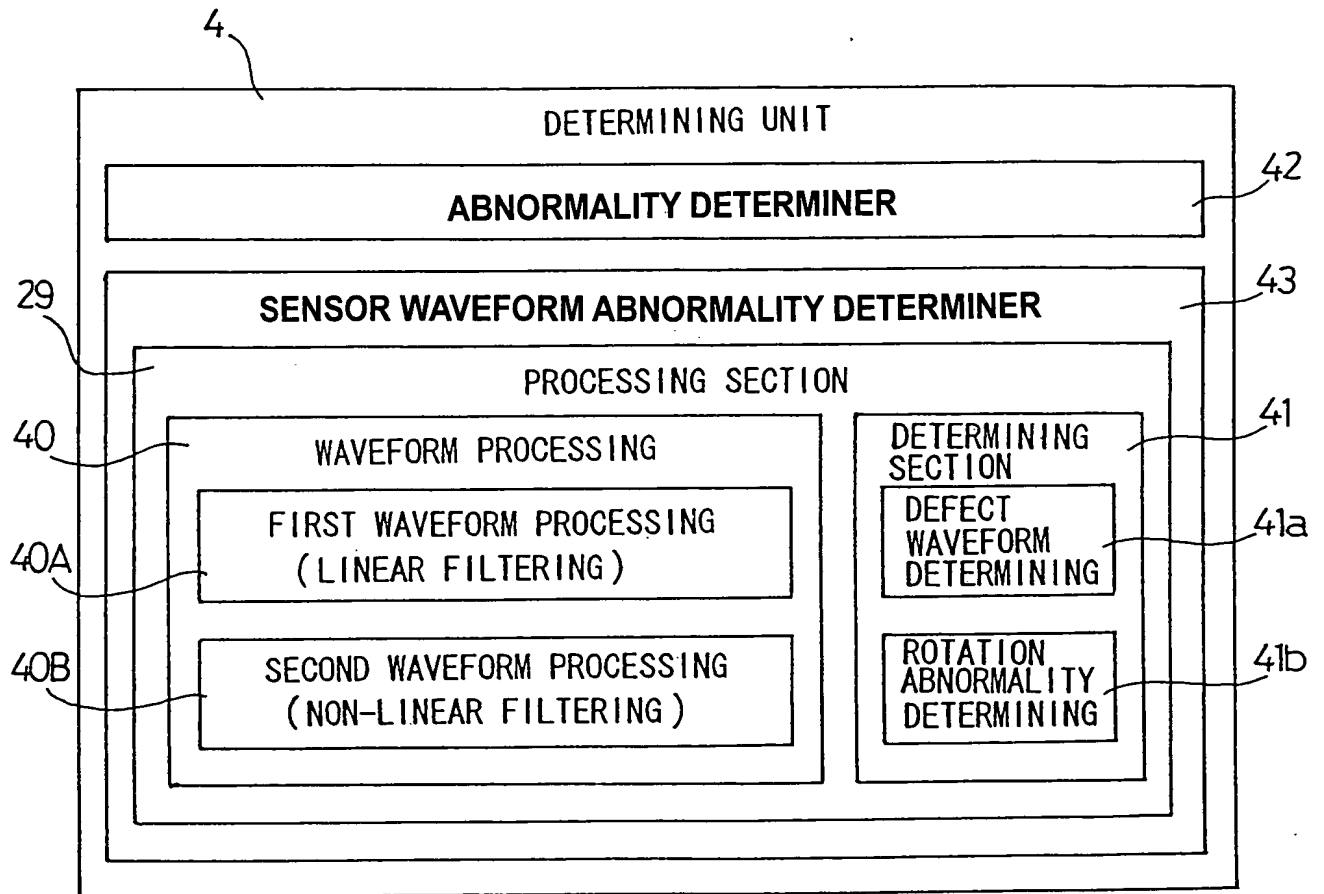 4
DETERMINING UNIT
42
ABNORMALITY DETERMINER
29
43
SENSOR WAVEFORM ABNORMALITY DETERMINER
PROCESSING SECTION
40
WAVEFORM PROCESSING
41
DETERMINING
SECTION
40A
FIRST WAVEFORM PROCESSING
(LINEAR FILTERING)
41a
DEFECT
WAVEFORM
DETERMINING
40B
SECOND WAVEFORM PROCESSING
(NON-LINEAR FILTERING)
41b
ROTATION
ABNORMALITY
DETERMINING